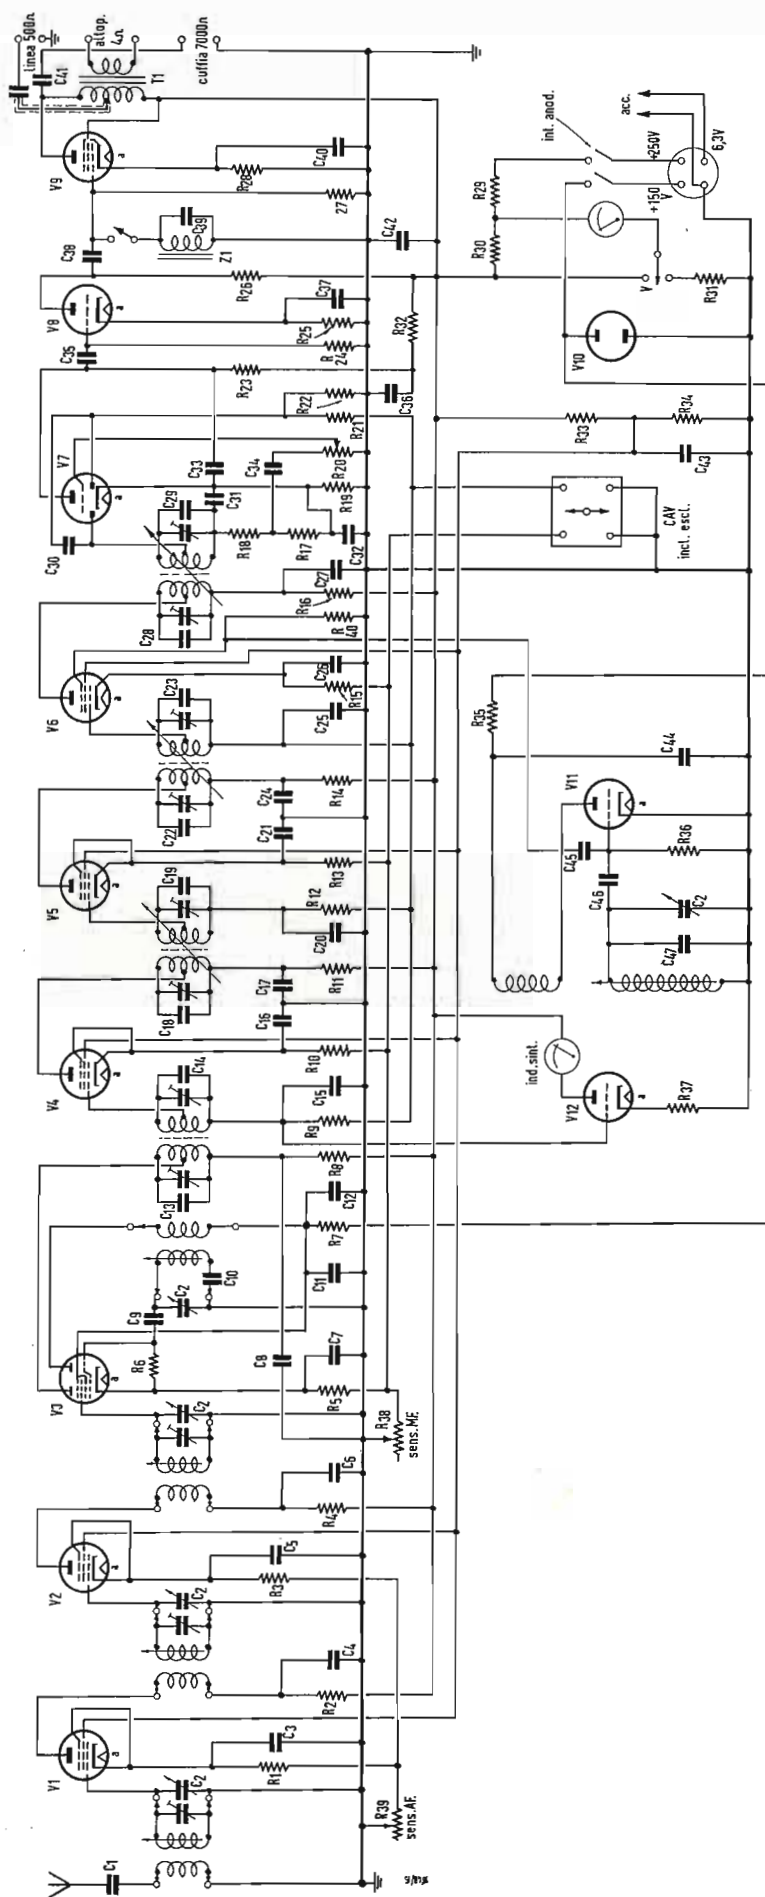 linea 500Ω
altop. 4Ω
cuffia 7000Ω
C41
T1
V9
a
R28
C40
27
C38
C39
Z1
C42
V8
a
C35
R26
C37
R25
R 24
R32
R23
R22
C36
R21
V7
a
C30
C29
C33
C31
C34
R20
R19
R18
R17
C32
C28
C27
R16
R 40
V6
a
C23
C26
R15
C25
C22
C24
C21
R14
V5
a
C19
R13
R12
C20
C18
C17
C16
R11
V4
a
C14
R10
C15
R9
C13
R8
C12
R7
C11
C10
C2
C9
R6
V3
a
C8
C7
R5
C2
R38
sens.MF.
C6
R4
V2
a
C5
R3
C2
C4
R2
V1
a
C3
R1
C2
R39
sens.AF.
C1
int. anod.
acc.
+250V
6,3V
+150 V
R29
R30
V
R31
V10
R33
R34
C43
CAV
incl. escl.
R35
C44
V11
a
C45
C46
R36
C2
C47
ind.sint.
V12
a
R37